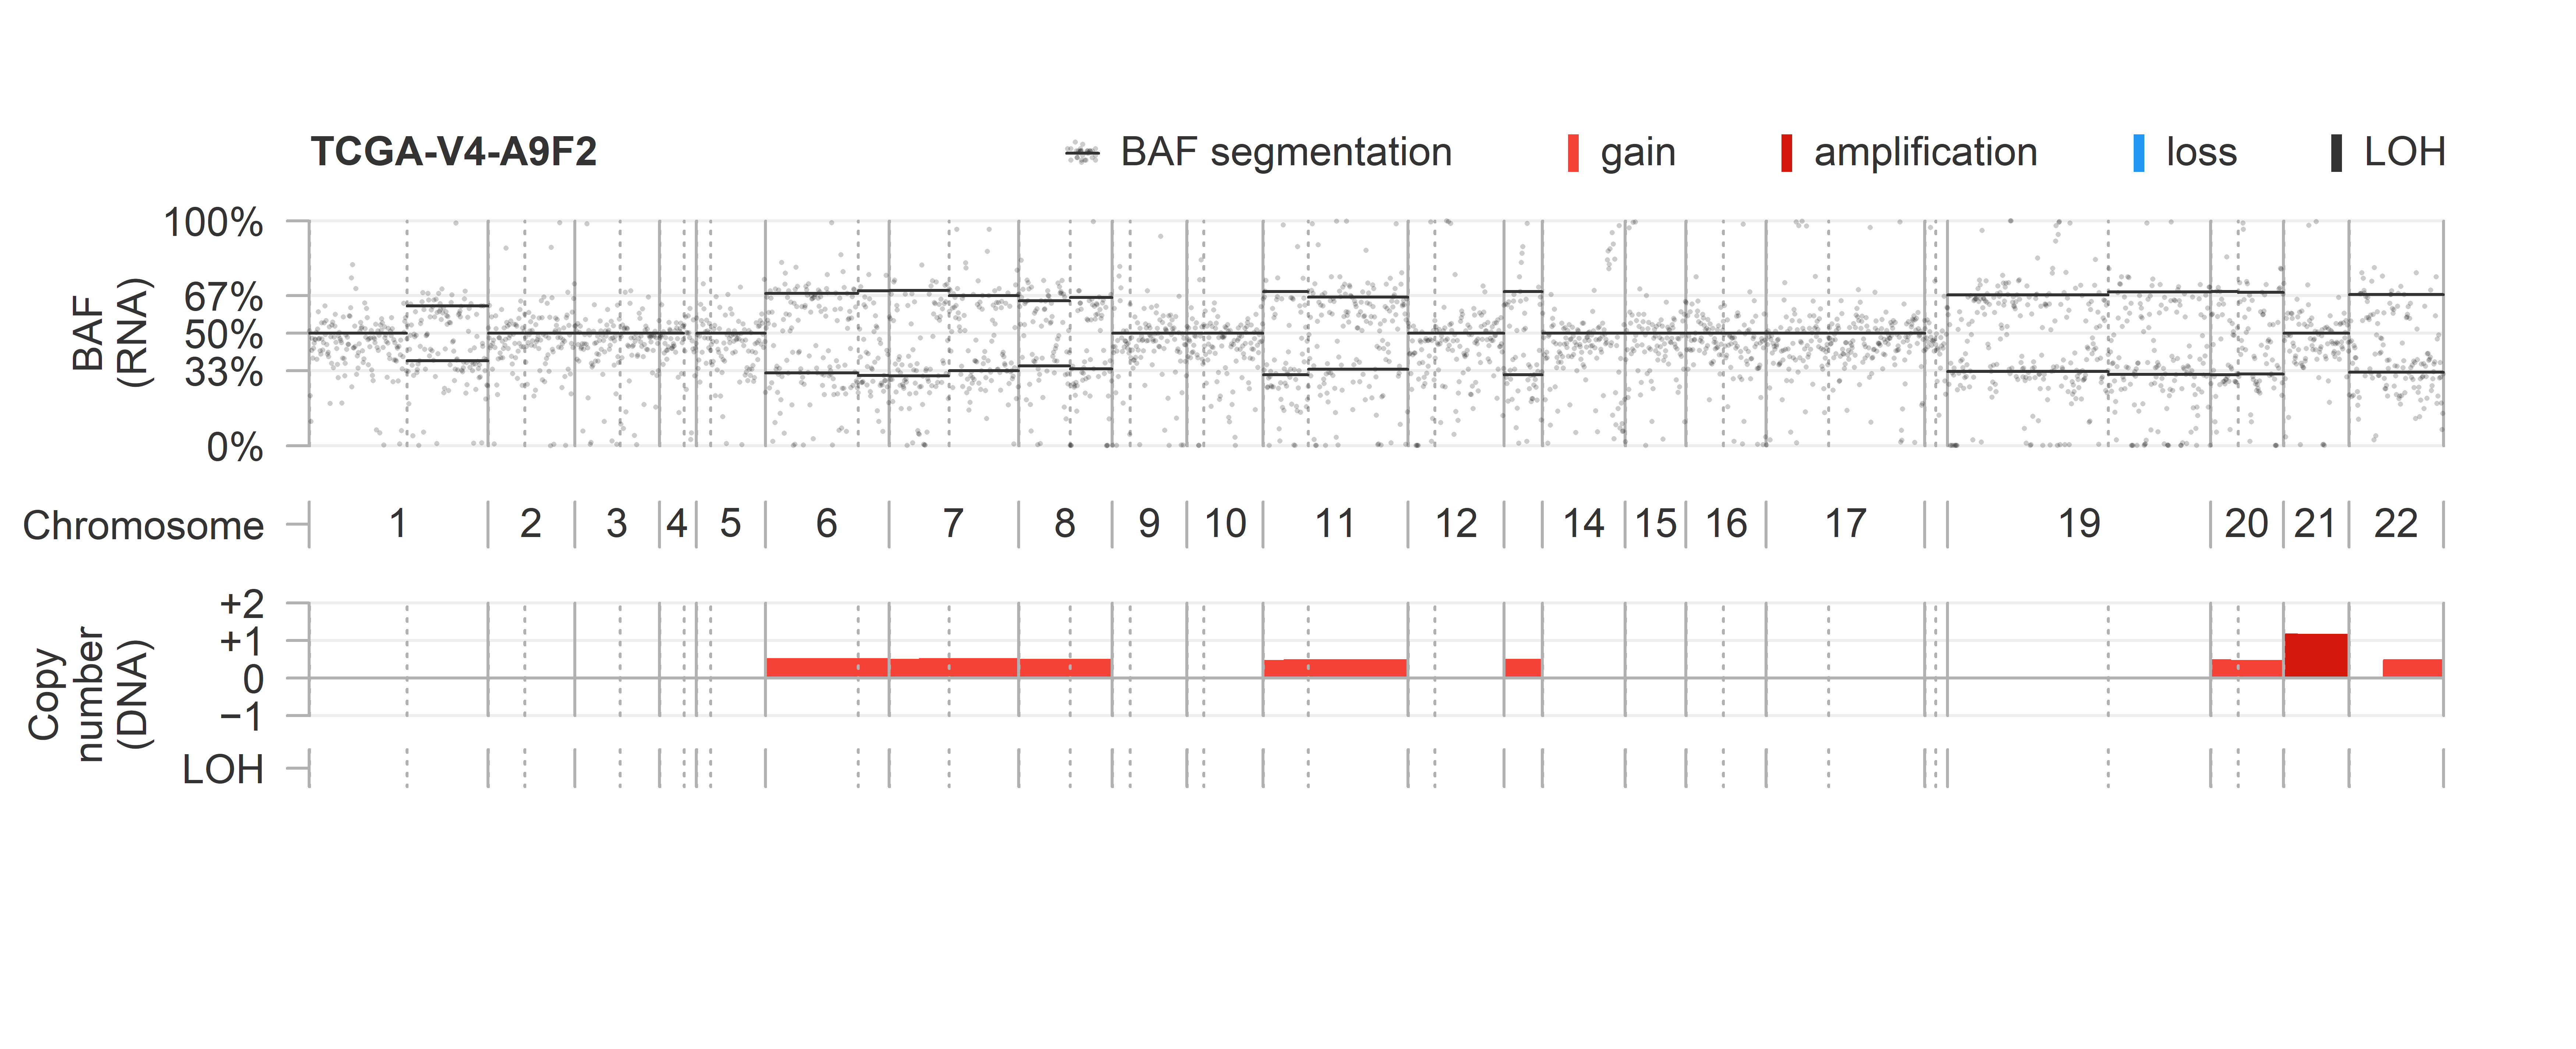 TCGA-V4-A9F2
BAF segmentation
gain
amplification
loss
LOH
BAF
(RNA)
100%
67%
50%
33%
0%
Chromosome
1 2 3 4 5 6 7 8 9 10 11 12 14 15 16 17 19 20 21 22
Copy
number
(DNA)
+2
+1
0
−1
LOH